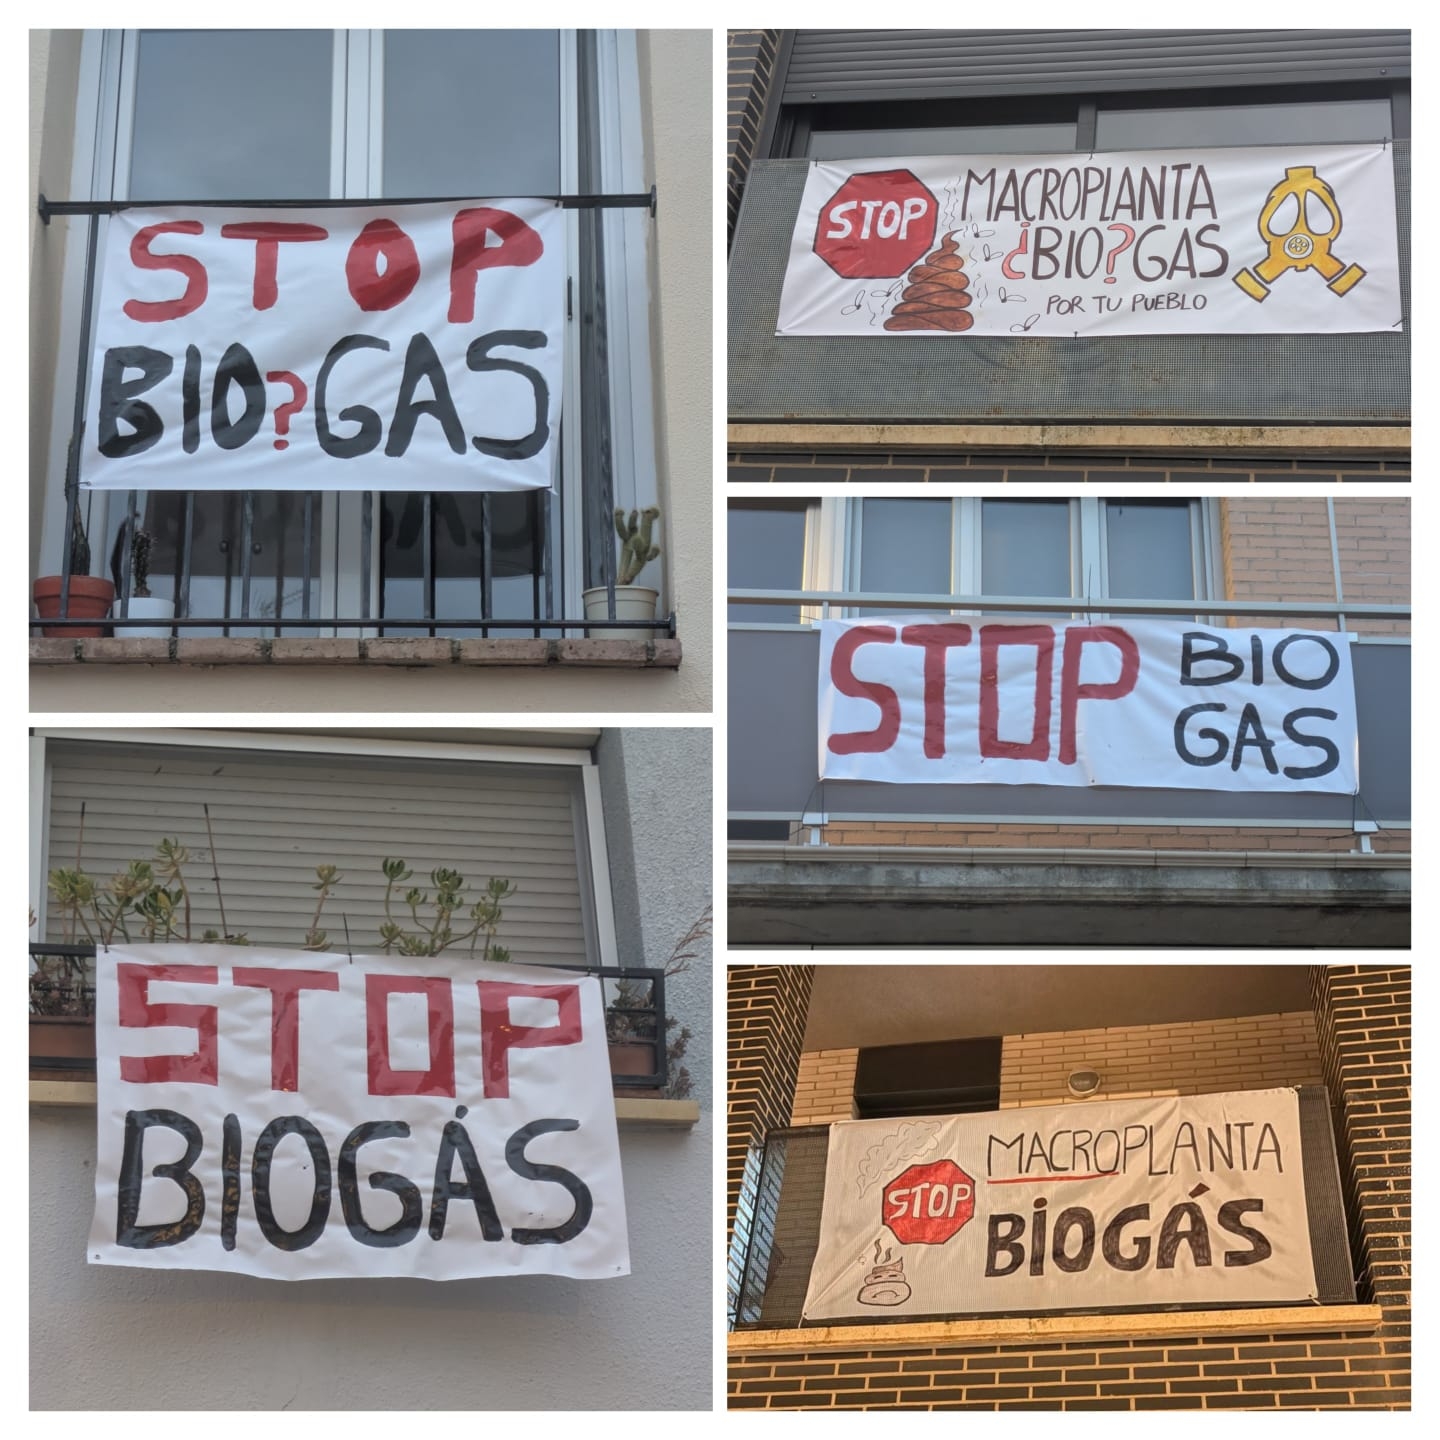 STOP
BIO?GAS
STOP
MACROPLANTA
¿BIO?GAS
POR TU PUEBLO
STOP
BIO
GAS
STOP
BIOGÁS
STOP
MACROPLANTA
BIOGÁS